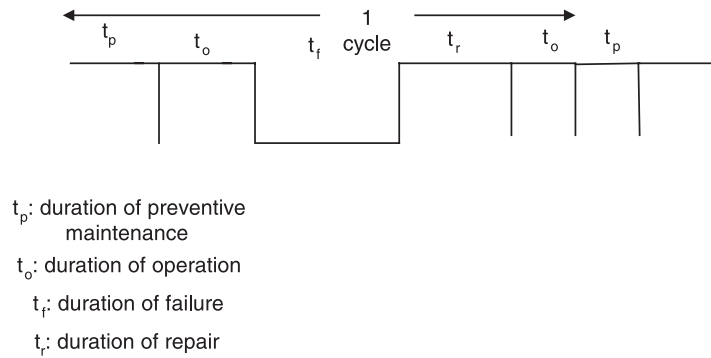 1
cycle
t_p t_o t_f t_r t_o t_p
t_p: duration of preventive
maintenance
t_o: duration of operation
t_f: duration of failure
t_r: duration of repair